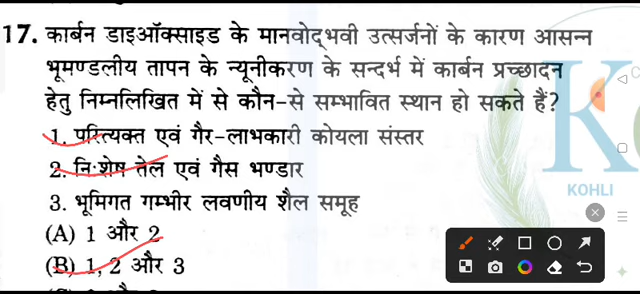 17. कार्बन डाइऑक्साइड के मानवोद्भवी उत्सर्जनों के कारण आसन्न
भूमण्डलीय तापन के न्यूनीकरण के सन्दर्भ में कार्बन प्रच्छादन
हेतु निम्नलिखित में से कौन-से सम्भावित स्थान हो सकते हैं?
1. परित्यक्त एवं गैर-लाभकारी कोयला संस्तर
2. निःशेष तेल एवं गैस भण्डार
3. भूमिगत गम्भीर लवणीय शैल समूह
KOHLI
(A) 1 और 2
(B) 1, 2 और 3